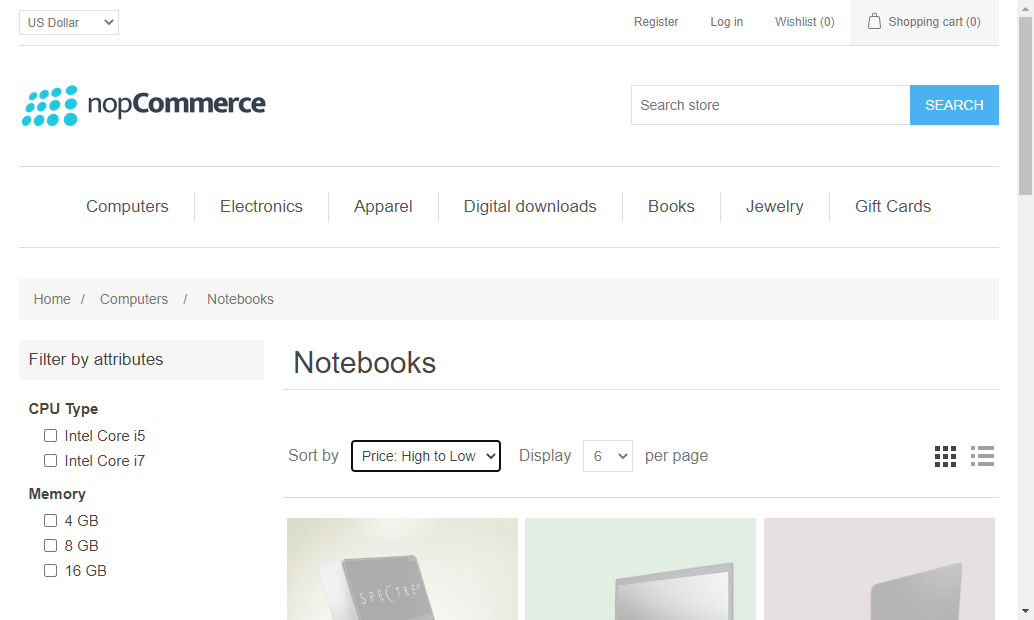 US Dollar
Register
Log in
Wishlist (0)
Shopping cart (0)
nopCommerce
Search store
SEARCH
Computers
Electronics
Apparel
Digital downloads
Books
Jewelry
Gift Cards
Home / Computers / Notebooks
Filter by attributes
CPU Type
Intel Core i5
Intel Core i7
Memory
4 GB
8 GB
16 GB
Notebooks
Sort by Price: High to Low Display 6 per page
SPECTRE